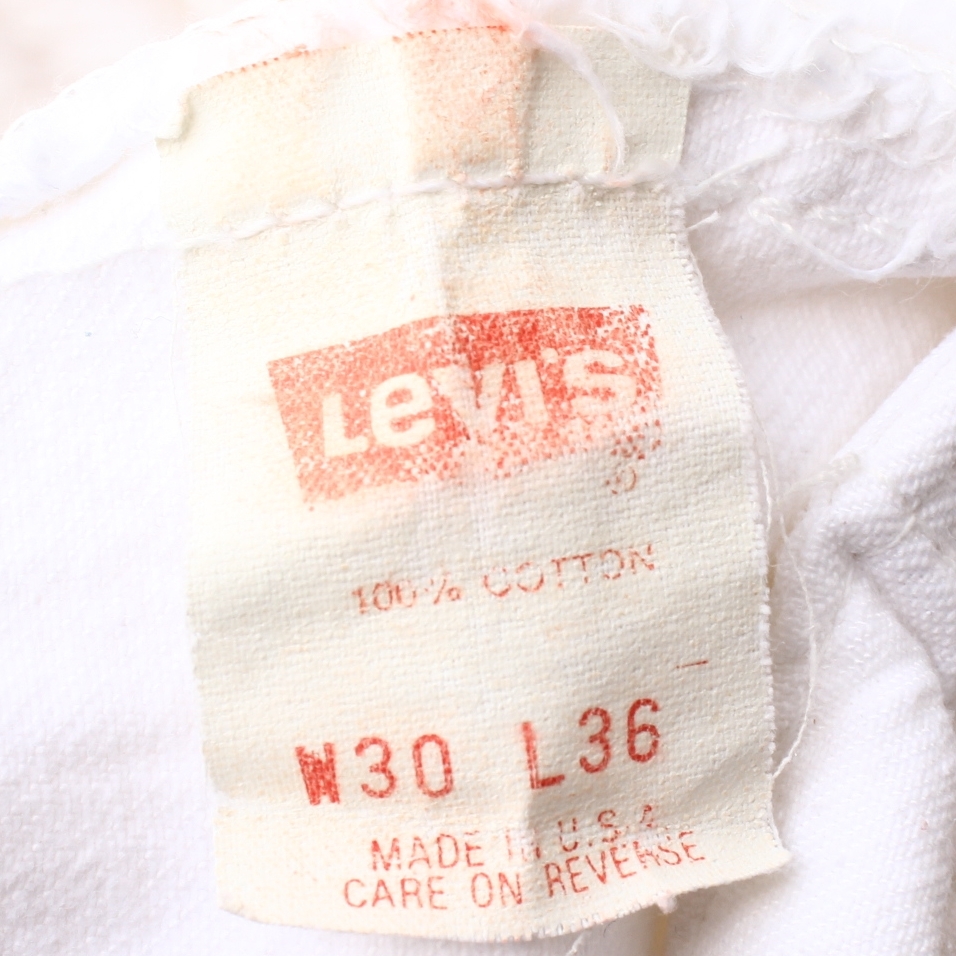 Levi's
®
100% COTTON
W30 L36
MADE IN U.S.A.
CARE ON REVERSE